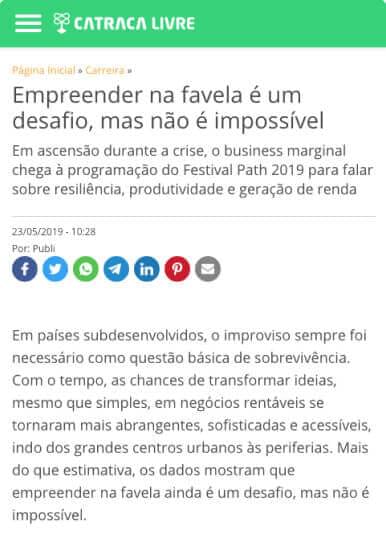 CATRACA LIVRE
Página Inicial » Carreira »
Empreender na favela é um
desafio, mas não é impossível
Em ascensão durante a crise, o business marginal
chega à programação do Festival Path 2019 para falar
sobre resiliência, produtividade e geração de renda
23/05/2019 - 10:28
Por: Publi
Em países subdesenvolvidos, o improviso sempre foi
necessário como questão básica de sobrevivência.
Com o tempo, as chances de transformar ideias,
mesmo que simples, em negócios rentáveis se
tornaram mais abrangentes, sofisticadas e acessíveis,
indo dos grandes centros urbanos às periferias. Mais
do que estimativa, os dados mostram que
empreender na favela ainda é um desafio, mas não é
impossível.